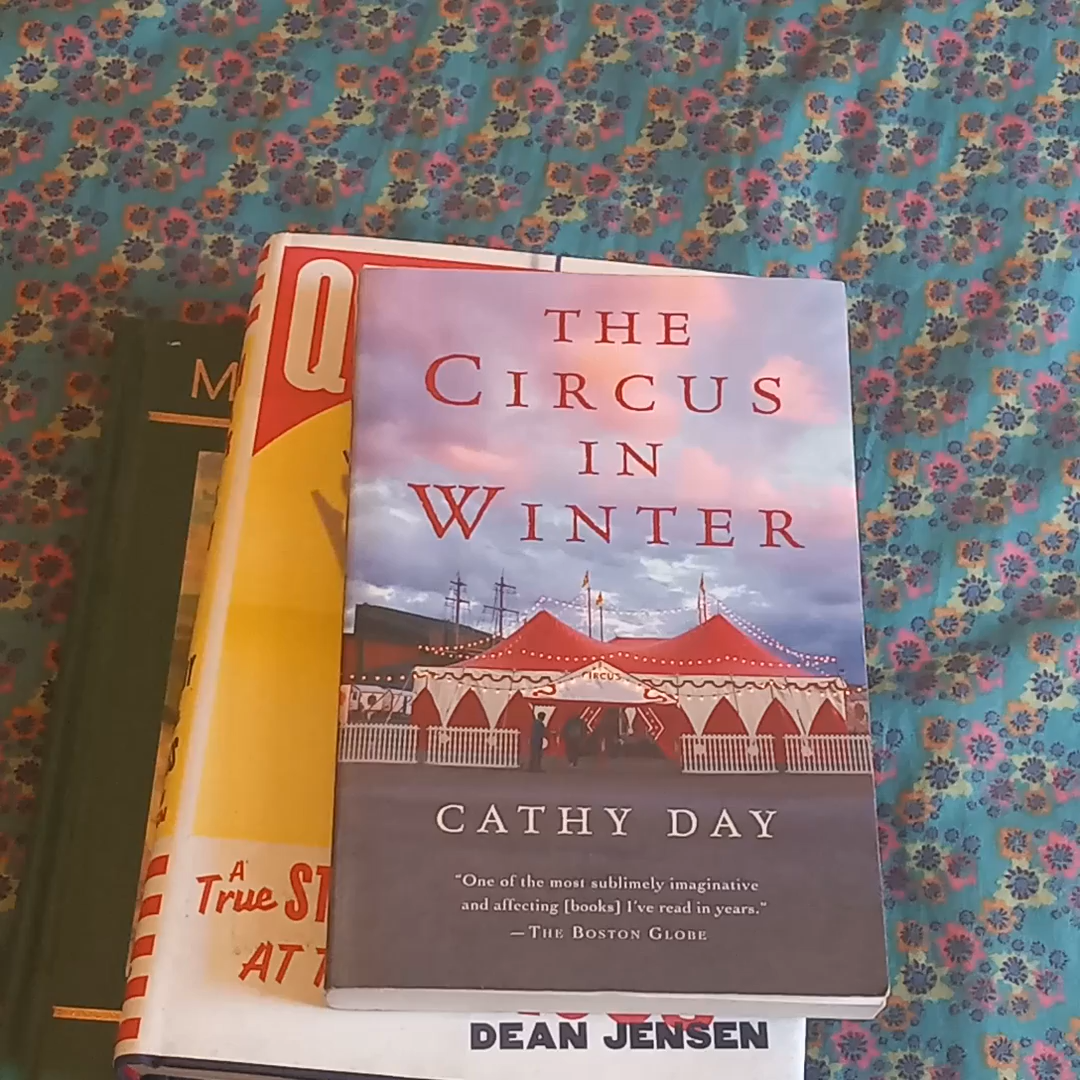 THE
CIRCUS
IN
WINTER
CIRCUS
CATHY DAY
"One of the most sublimely imaginative
and affecting [books] I've read in years."
—THE BOSTON GLOBE
M
Q
A
True ST
AT T
DEAN JENSEN